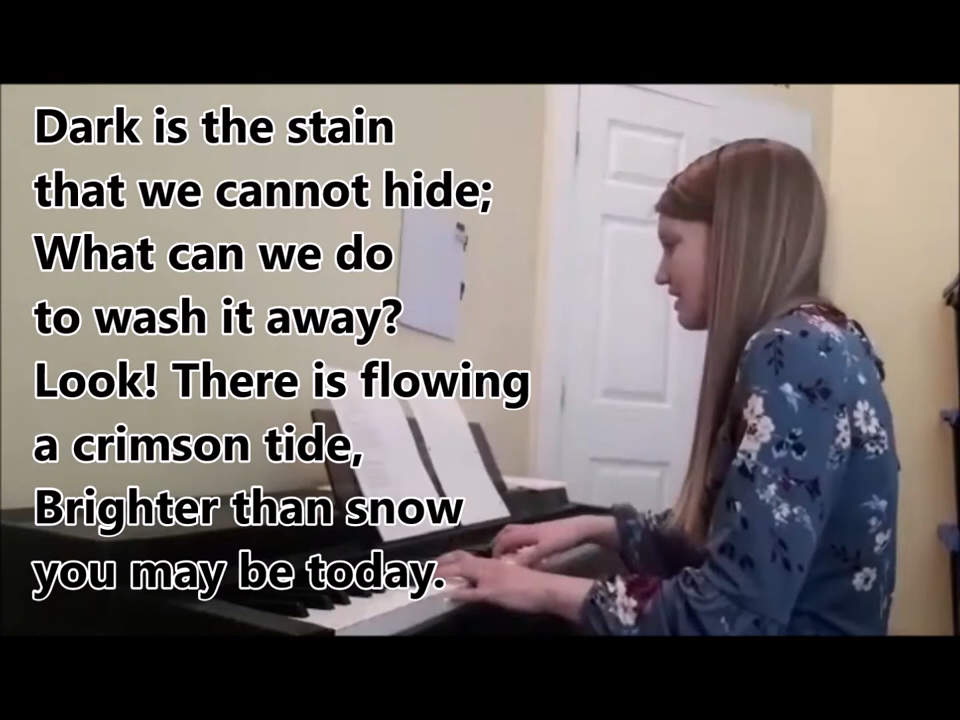 Dark is the stain
that we cannot hide;
What can we do
to wash it away?
Look! There is flowing
a crimson tide,
Brighter than snow
you may be today.